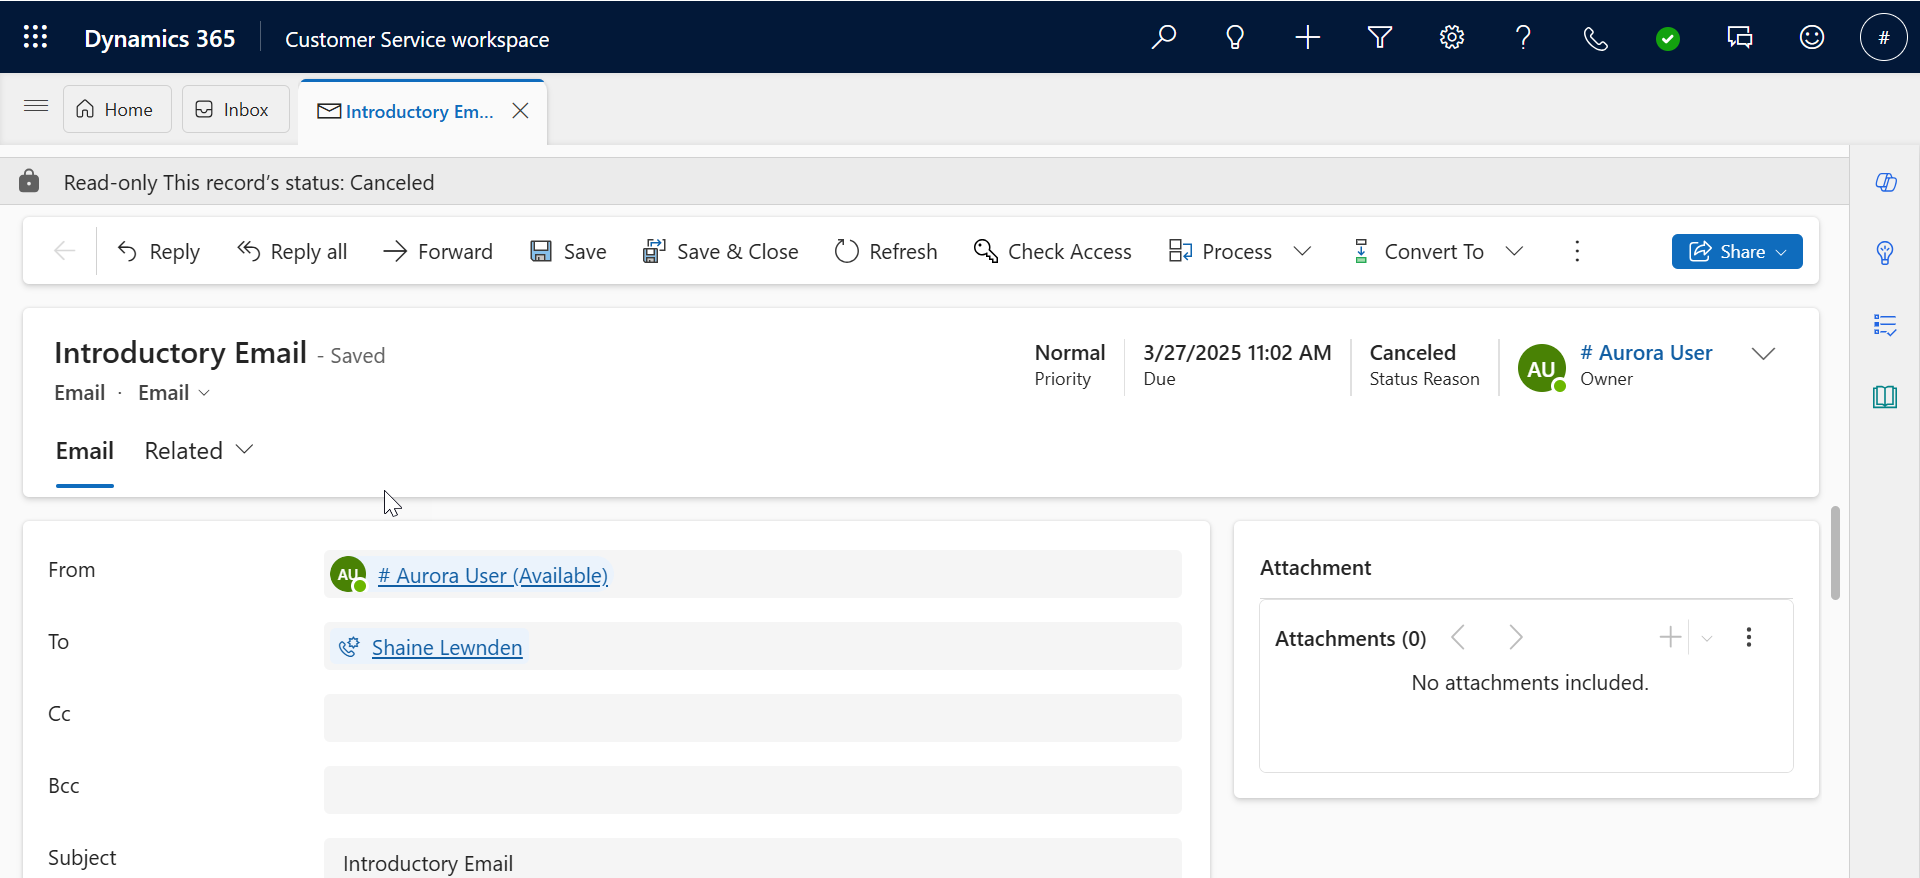 Dynamics 365 Customer Service workspace #
Home Inbox Introductory Em...
Read-only This record's status: Canceled
Reply Reply all Forward Save Save & Close Refresh Check Access Process Convert To Share
Introductory Email - Saved
Email · Email
Normal
Priority
3/27/2025 11:02 AM
Due
Canceled
Status Reason
AU
# Aurora User
Owner
Email Related
From
AU # Aurora User (Available)
To
Shaine Lewnden
Cc
Bcc
Subject
Introductory Email
Attachment
Attachments (0)
No attachments included.